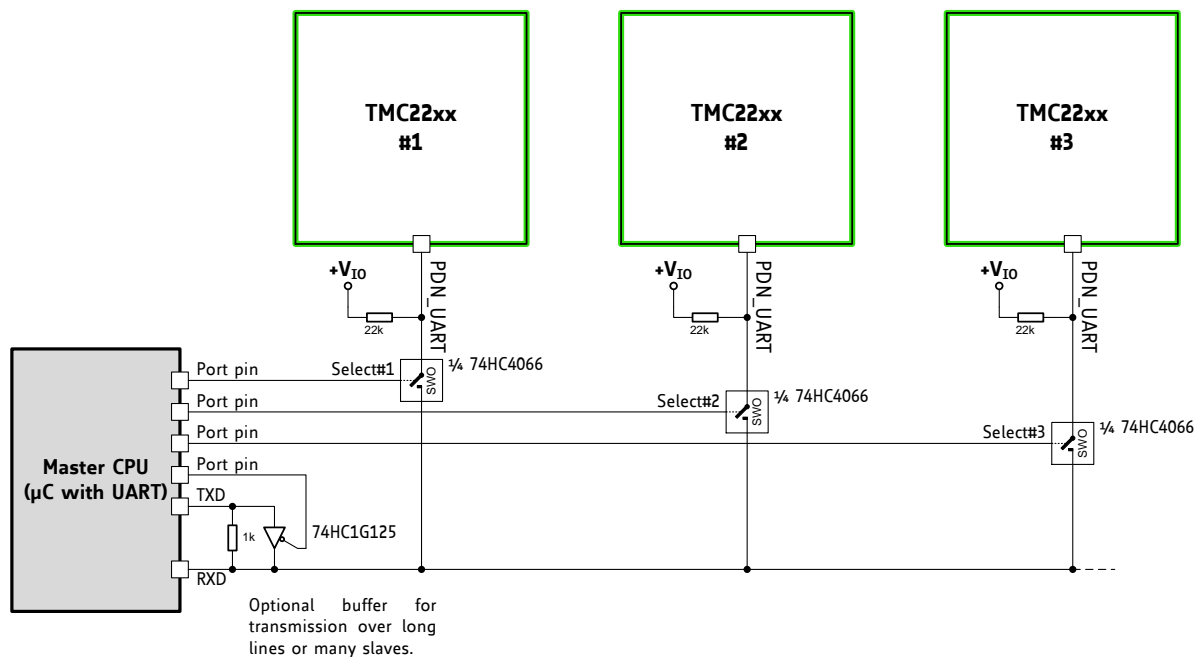 TMC22xx
#1
TMC22xx
#2
TMC22xx
#3
+VIO
22k
PDN_UART
+VIO
22k
PDN_UART
+VIO
22k
PDN_UART
Port pin
Select#1
SWO
¼ 74HC4066
Port pin
Select#2
SWO
¼ 74HC4066
Port pin
Select#3
SWO
¼ 74HC4066
Port pin
Master CPU
(µC with UART)
TXD
1k
74HC1G125
RXD
Optional buffer for
transmission over long
lines or many slaves.